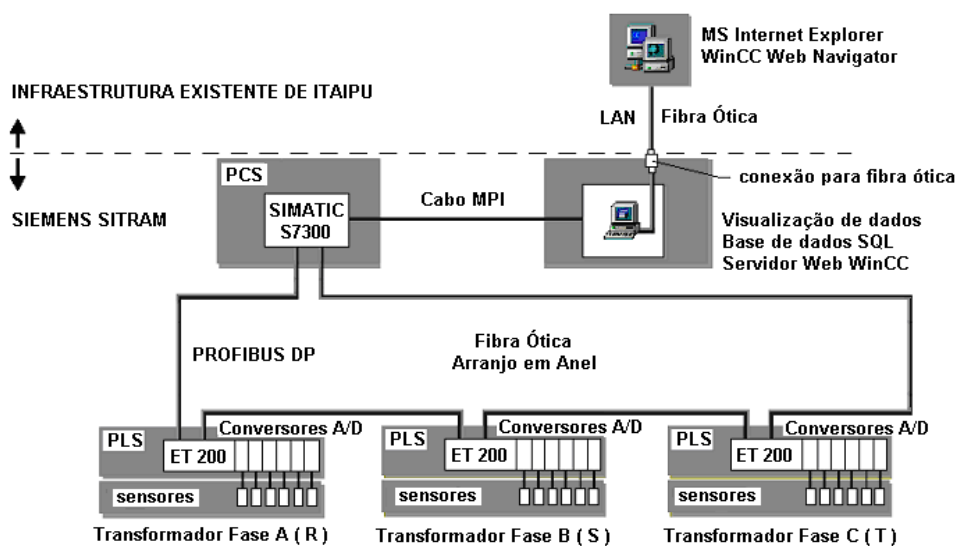 MS Internet Explorer
WinCC Web Navigator
INFRAESTRUTURA EXISTENTE DE ITAIPU
LAN
Fibra Ótica
PCS
conexão para fibra ótica
SIMATIC
S7300
Cabo MPI
SIEMENS SITRAM
Visualização de dados
Base de dados SQL
Servidor Web WinCC
PROFIBUS DP
Fibra Ótica
Arranjo em Anel
PLS
Conversores A/D
ET 200
sensores
Transformador Fase A ( R )
PLS
Conversores A/D
ET 200
sensores
Transformador Fase B ( S )
PLS
Conversores A/D
ET 200
sensores
Transformador Fase C ( T )